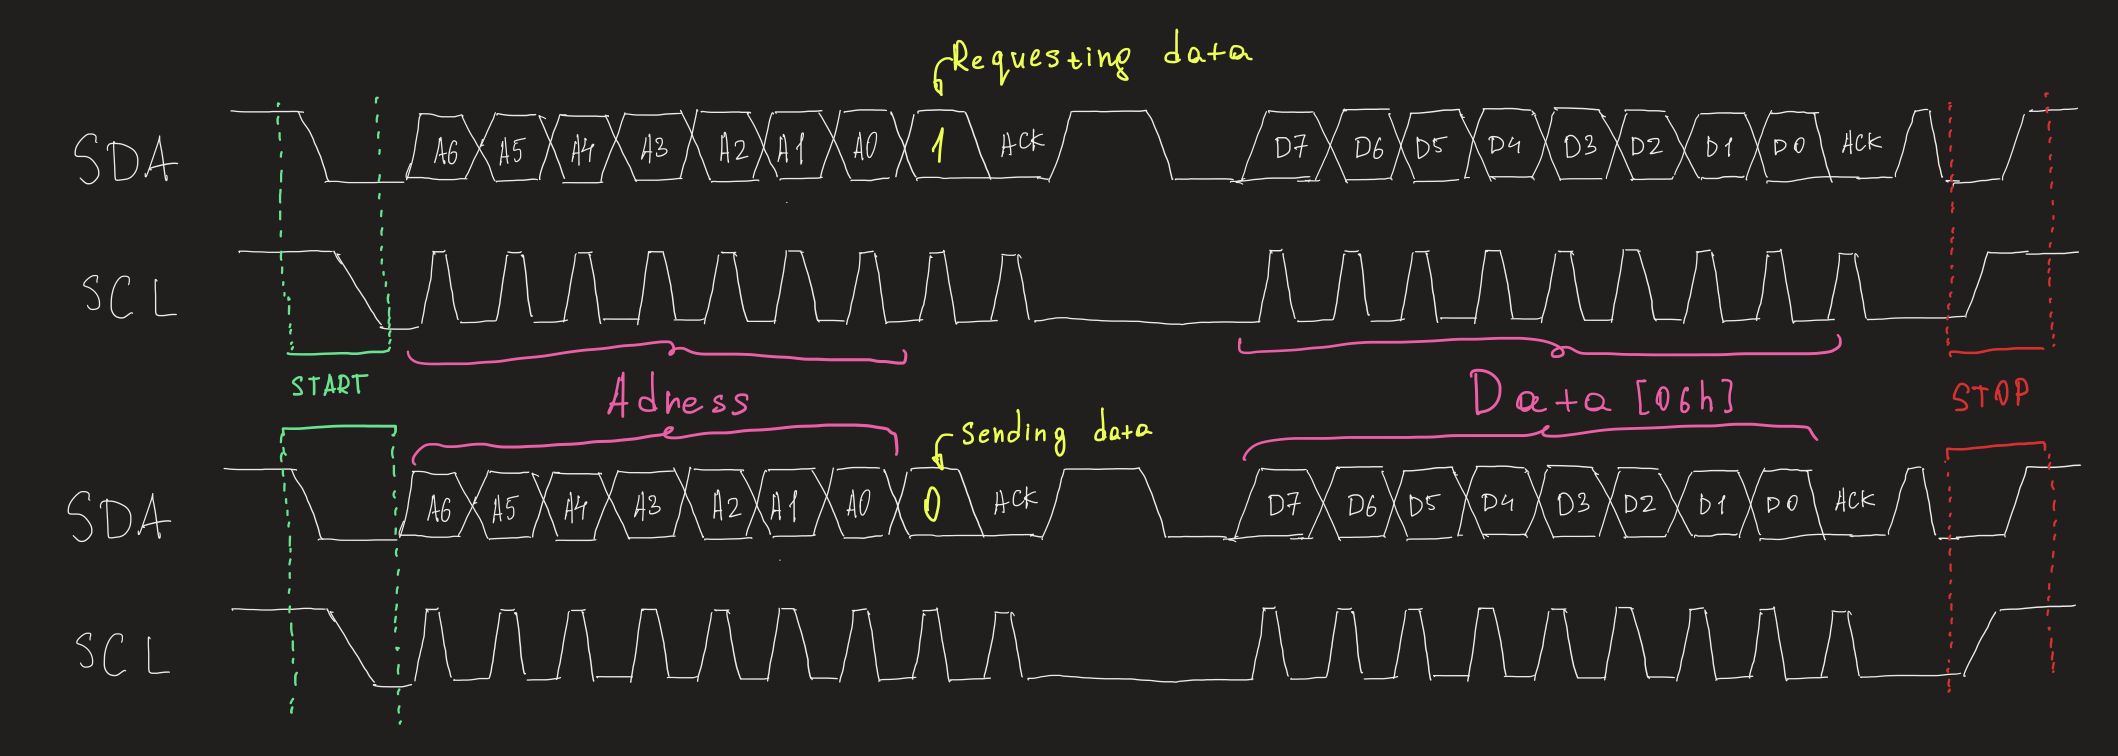 Requesting data
SDA A6 A5 A4 A3 A2 A1 A0 1 ACK D7 D6 D5 D4 D3 D2 D1 D0 ACK
SCL
START Adress Data [06h] STOP
Sending data
SDA A6 A5 A4 A3 A2 A1 A0 0 ACK D7 D6 D5 D4 D3 D2 D1 D0 ACK
SCL